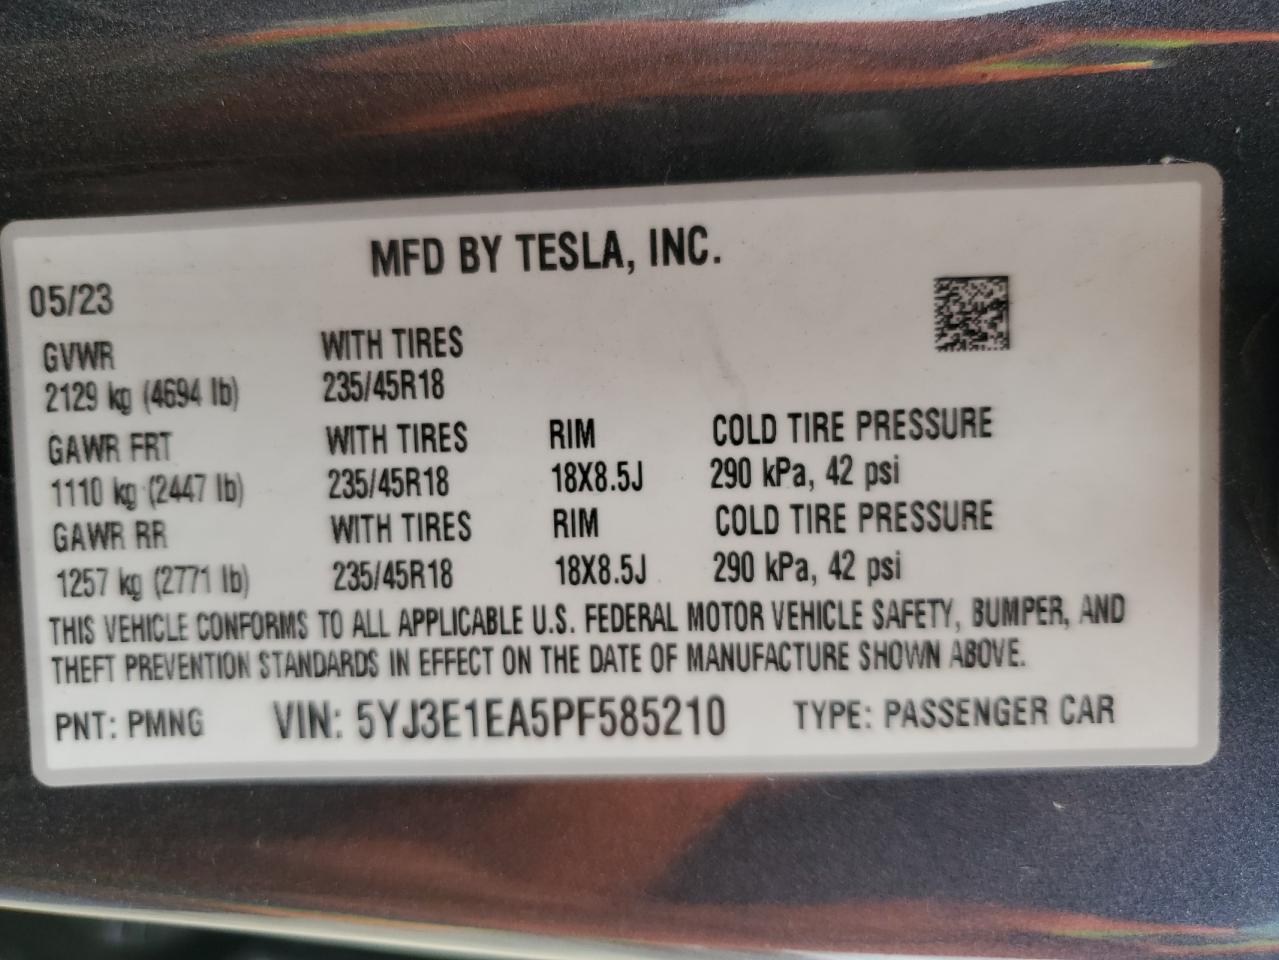 MFD BY TESLA, INC.
05/23
GVWR WITH TIRES
2129 kg (4694 lb) 235/45R18
GAWR FRT WITH TIRES RIM COLD TIRE PRESSURE
1110 kg (2447 lb) 235/45R18 18X8.5J 290 kPa, 42 psi
GAWR RR WITH TIRES RIM COLD TIRE PRESSURE
1257 kg (2771 lb) 235/45R18 18X8.5J 290 kPa, 42 psi
THIS VEHICLE CONFORMS TO ALL APPLICABLE U.S. FEDERAL MOTOR VEHICLE SAFETY, BUMPER, AND
THEFT PREVENTION STANDARDS IN EFFECT ON THE DATE OF MANUFACTURE SHOWN ABOVE.
PNT: PMNG VIN: 5YJ3E1EA5PF585210 TYPE: PASSENGER CAR